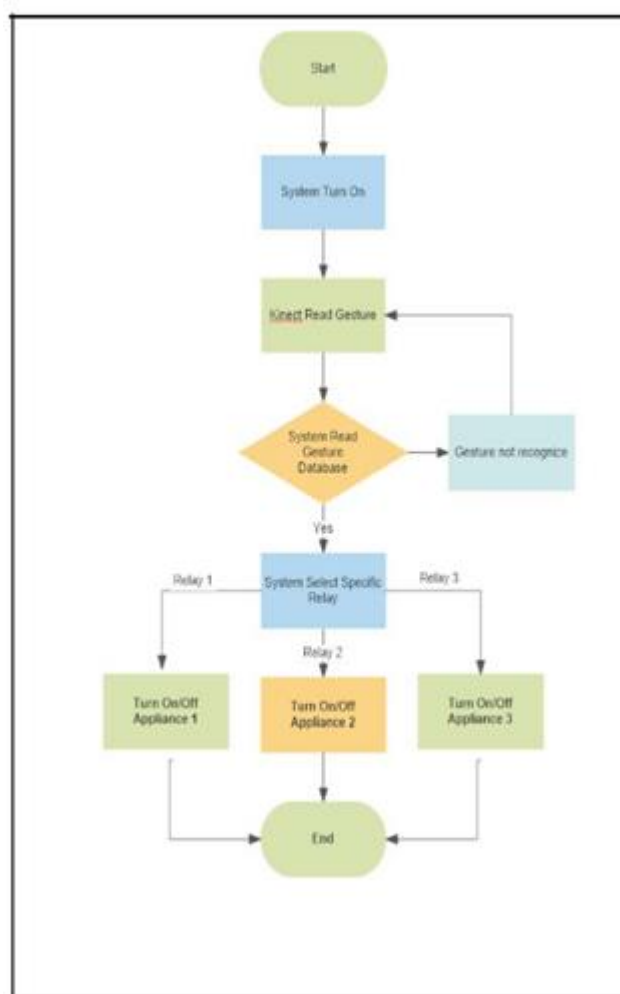 Start
System Turn On
Kinect Read Gesture
System Read
Gesture
Database
Gesture not recognize
Yes
System Select Specific
Relay
Relay 1
Relay 3
Relay 2
Turn On/Off
Appliance 1
Turn On/Off
Appliance 2
Turn On/Off
Appliance 3
End